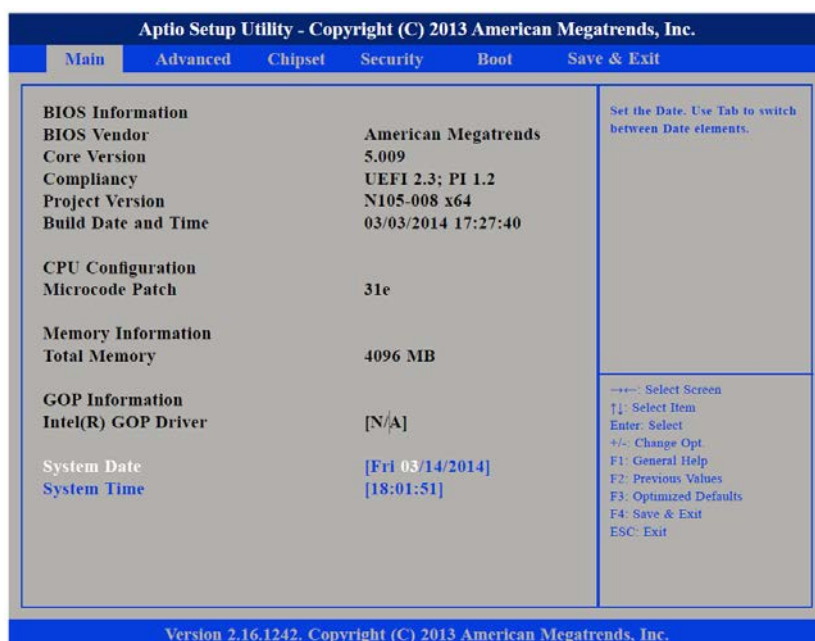 Aptio Setup Utility - Copyright (C) 2013 American Megatrends, Inc.
Main Advanced Chipset Security Boot Save & Exit
BIOS Information
BIOS Vendor American Megatrends
Core Version 5.009
Compliancy UEFI 2.3; PI 1.2
Project Version N105-008 x64
Build Date and Time 03/03/2014 17:27:40
CPU Configuration
Microcode Patch 31e
Memory Information
Total Memory 4096 MB
GOP Information
Intel(R) GOP Driver [N/A]
System Date [Fri 03/14/2014]
System Time [18:01:51]
Set the Date. Use Tab to switch
between Date elements.
→←: Select Screen
↑↓: Select Item
Enter: Select
+/-: Change Opt.
F1: General Help
F2: Previous Values
F3: Optimized Defaults
F4: Save & Exit
ESC: Exit
Version 2.16.1242. Copyright (C) 2013 American Megatrends, Inc.